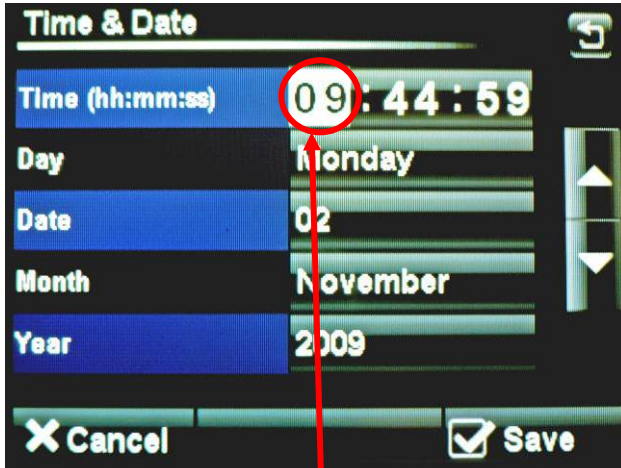 Time & Date
Time (hh:mm:ss) 09:44:59
Day Monday
Date 02
Month November
Year 2009
Cancel Save